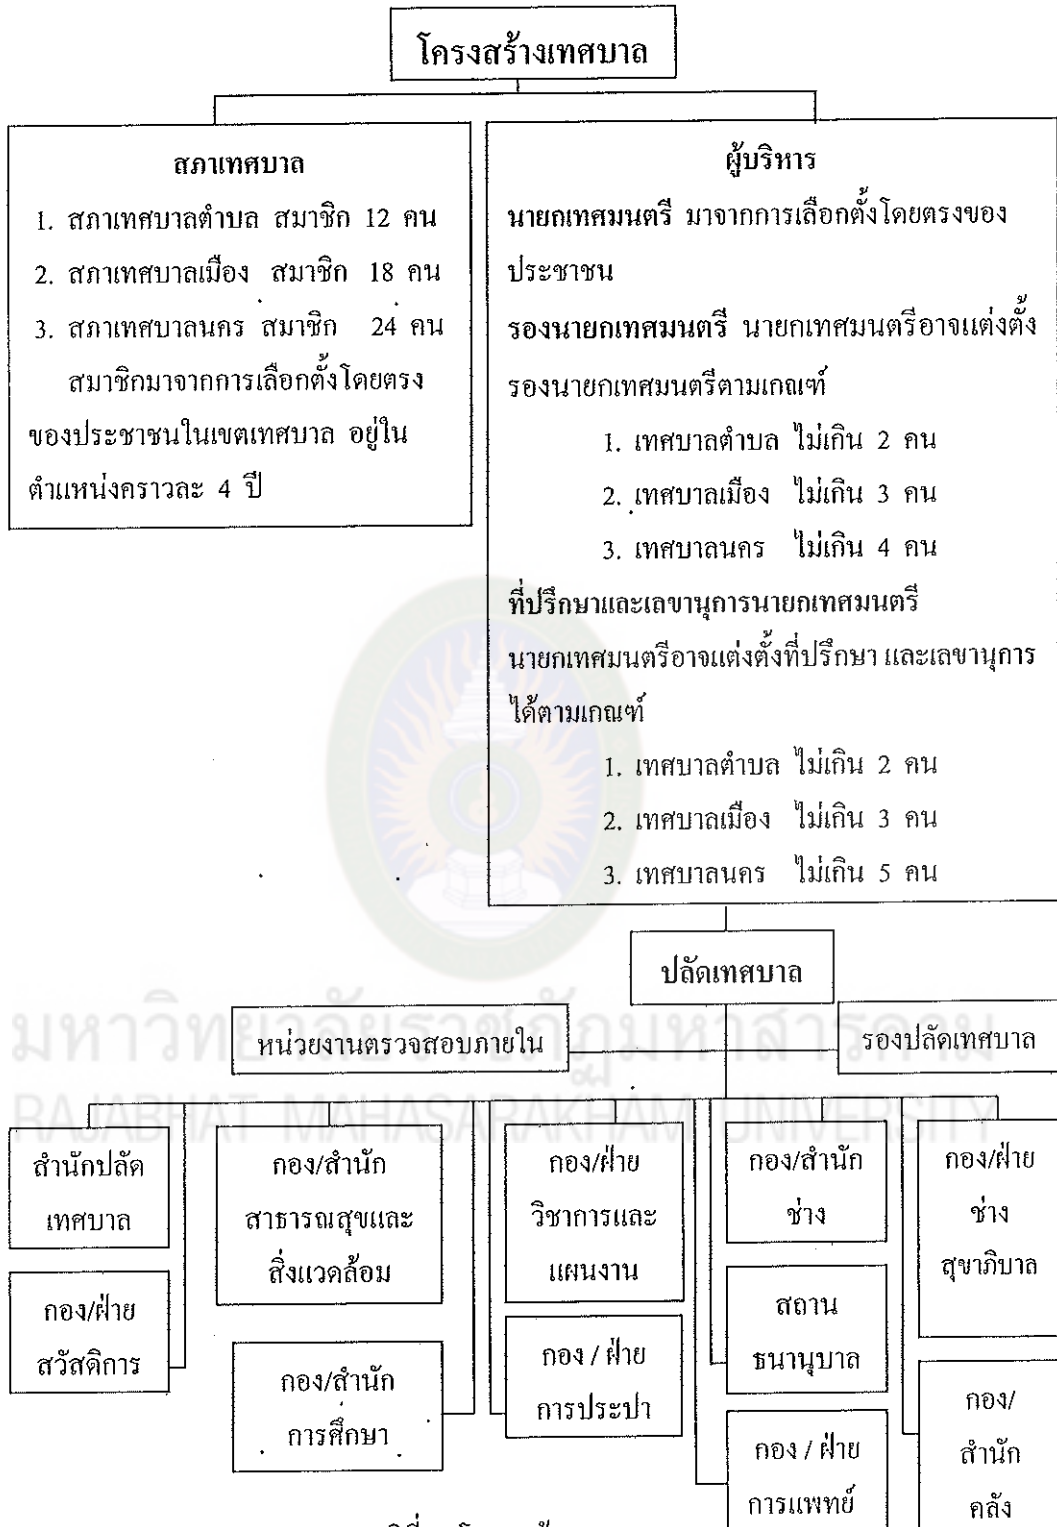 โครงสร้างเทศบาล
สภาเทศบาล
1. สภาเทศบาลตำบล สมาชิก 12 คน
2. สภาเทศบาลเมือง สมาชิก 18 คน
3. สภาเทศบาลนคร สมาชิก 24 คน
สมาชิกมาจากการเลือกตั้งโดยตรง
ของประชาชนในเขตเทศบาล อยู่ใน
ตำแหน่งคราวละ 4 ปี
ผู้บริหาร
นายกเทศมนตรี มาจากการเลือกตั้งโดยตรงของ
ประชาชน
รองนายกเทศมนตรี นายกเทศมนตรีอาจแต่งตั้ง
รองนายกเทศมนตรีตามเกณฑ์
1. เทศบาลตำบล ไม่เกิน 2 คน
2. เทศบาลเมือง ไม่เกิน 3 คน
3. เทศบาลนคร ไม่เกิน 4 คน
ที่ปรึกษาและเลขานุการนายกเทศมนตรี
นายกเทศมนตรีอาจแต่งตั้งที่ปรึกษา และเลขานุการ
ได้ตามเกณฑ์
1. เทศบาลตำบล ไม่เกิน 2 คน
2. เทศบาลเมือง ไม่เกิน 3 คน
3. เทศบาลนคร ไม่เกิน 5 คน
ปลัดเทศบาล
หน่วยงานตรวจสอบภายใน
รองปลัดเทศบาล
มหาวิทยาลัยราชภัฏมหาสารคาม
RAJABHAT MAHASARAKHAM UNIVERSITY
สำนักปลัด
เทศบาล
กอง/สำนัก
สาธารณสุขและ
สิ่งแวดล้อม
กอง/ฝ่าย
วิชาการและ
แผนงาน
กอง/สำนัก
ช่าง
กอง/ฝ่าย
ช่าง
สุขาภิบาล
กอง/ฝ่าย
สวัสดิการ
กอง/สำนัก
การศึกษา
กอง / ฝ่าย
การประปา
สถาน
ธนานุบาล
กอง / ฝ่าย
การแพทย์
กอง/
สำนัก
คลัง